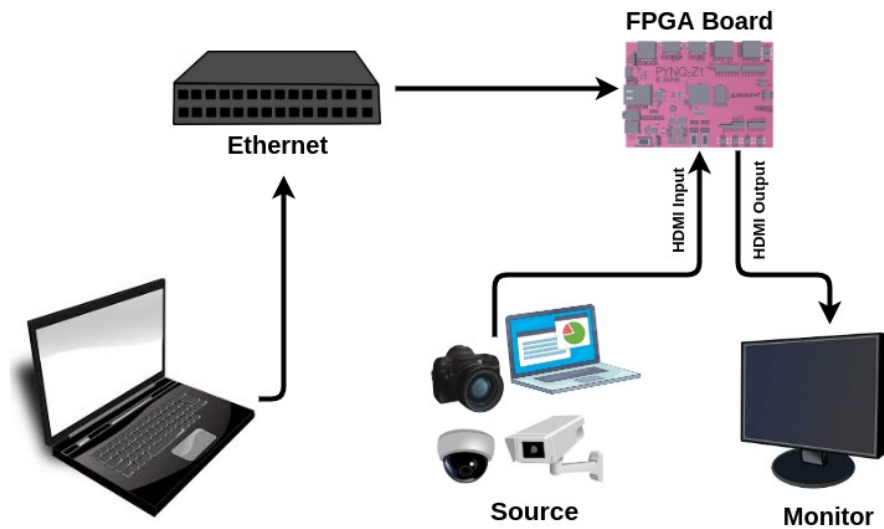 FPGA Board
PYNQ-Z1
Ethernet
HDMI Input
HDMI Output
Source
Monitor